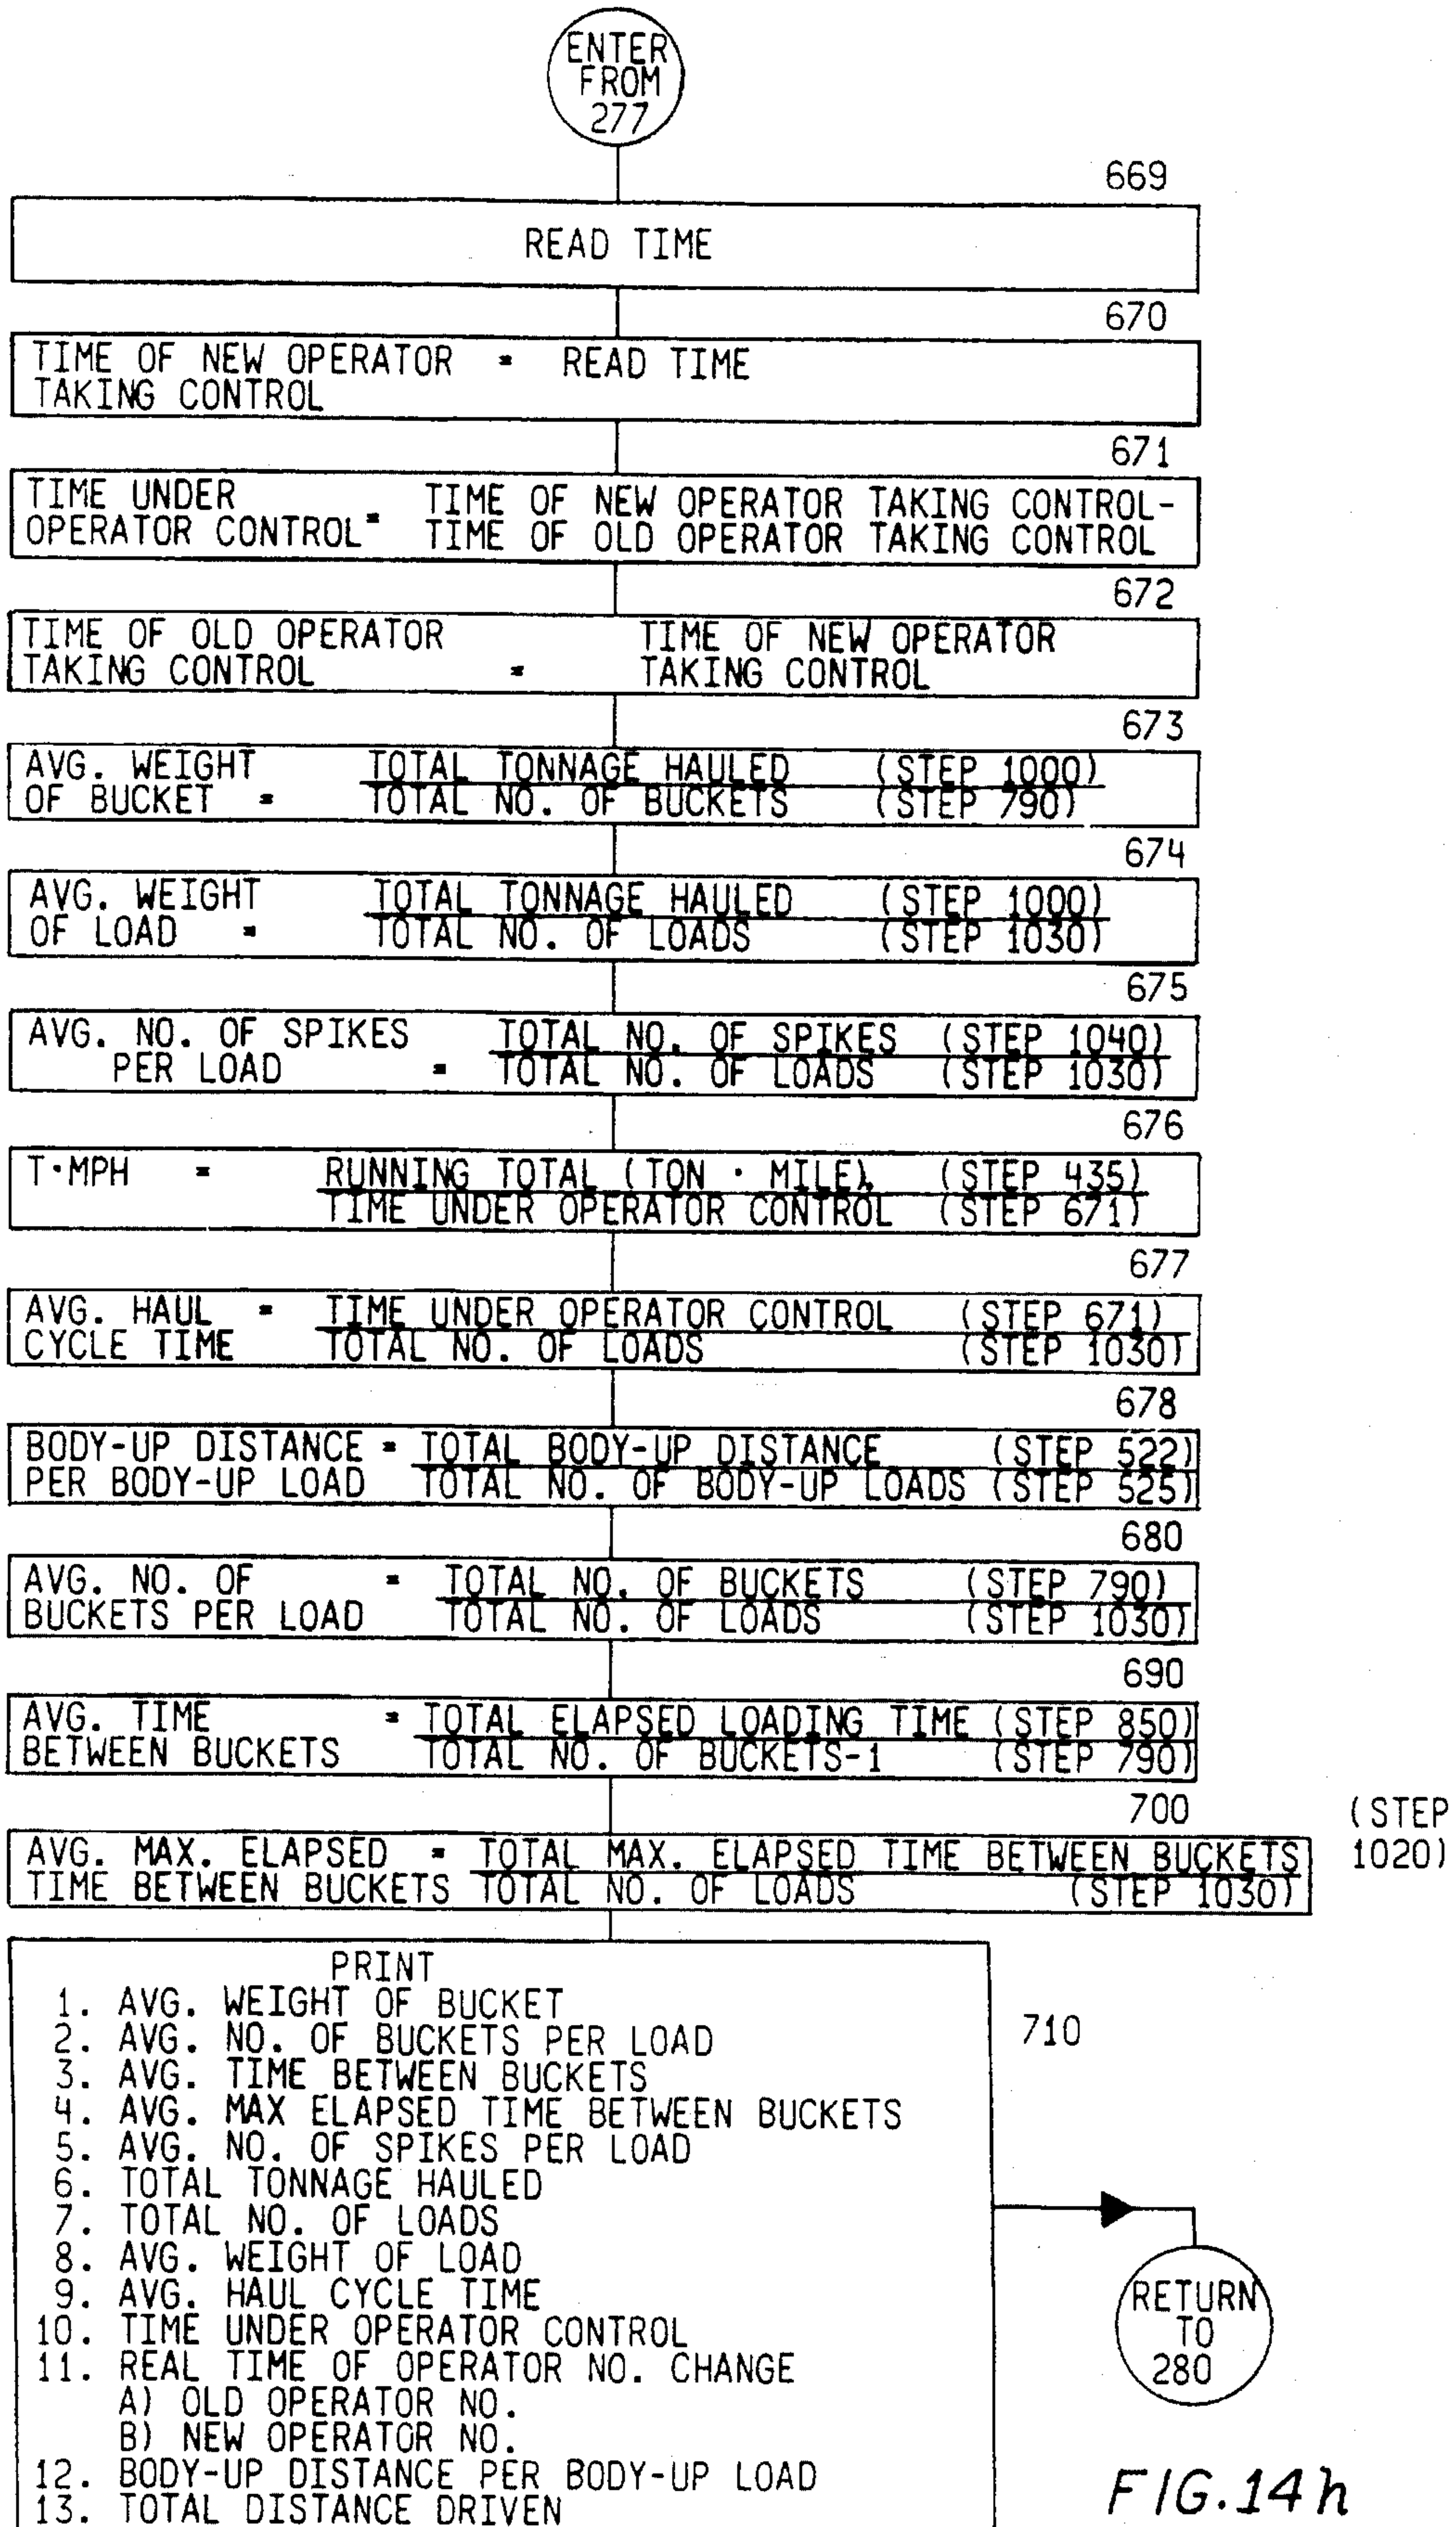 ENTER
FROM
277
669
READ TIME
670
TIME OF NEW OPERATOR = READ TIME
TAKING CONTROL
671
TIME UNDER TIME OF NEW OPERATOR TAKING CONTROL-
OPERATOR CONTROL = TIME OF OLD OPERATOR TAKING CONTROL
672
TIME OF OLD OPERATOR TIME OF NEW OPERATOR
TAKING CONTROL = TAKING CONTROL
673
AVG. WEIGHT TOTAL TONNAGE HAULED (STEP 1000)
OF BUCKET = TOTAL NO. OF BUCKETS (STEP 790)
674
AVG. WEIGHT TOTAL TONNAGE HAULED (STEP 1000)
OF LOAD = TOTAL NO. OF LOADS (STEP 1030)
675
AVG. NO. OF SPIKES TOTAL NO. OF SPIKES (STEP 1040)
PER LOAD = TOTAL NO. OF LOADS (STEP 1030)
676
T·MPH = RUNNING TOTAL (TON · MILE) (STEP 435)
TIME UNDER OPERATOR CONTROL (STEP 671)
677
AVG. HAUL = TIME UNDER OPERATOR CONTROL (STEP 671)
CYCLE TIME TOTAL NO. OF LOADS (STEP 1030)
678
BODY-UP DISTANCE = TOTAL BODY-UP DISTANCE (STEP 522)
PER BODY-UP LOAD TOTAL NO. OF BODY-UP LOADS (STEP 525)
680
AVG. NO. OF = TOTAL NO. OF BUCKETS (STEP 790)
BUCKETS PER LOAD TOTAL NO. OF LOADS (STEP 1030)
690
AVG. TIME = TOTAL ELAPSED LOADING TIME (STEP 850)
BETWEEN BUCKETS TOTAL NO. OF BUCKETS-1 (STEP 790)
700
AVG. MAX. ELAPSED = TOTAL MAX. ELAPSED TIME BETWEEN BUCKETS
TIME BETWEEN BUCKETS TOTAL NO. OF LOADS (STEP 1030)
(STEP
1020)
PRINT
1. AVG. WEIGHT OF BUCKET
2. AVG. NO. OF BUCKETS PER LOAD
3. AVG. TIME BETWEEN BUCKETS
4. AVG. MAX ELAPSED TIME BETWEEN BUCKETS
5. AVG. NO. OF SPIKES PER LOAD
6. TOTAL TONNAGE HAULED
7. TOTAL NO. OF LOADS
8. AVG. WEIGHT OF LOAD
9. AVG. HAUL CYCLE TIME
10. TIME UNDER OPERATOR CONTROL
11. REAL TIME OF OPERATOR NO. CHANGE
A) OLD OPERATOR NO.
B) NEW OPERATOR NO.
12. BODY-UP DISTANCE PER BODY-UP LOAD
13. TOTAL DISTANCE DRIVEN
710
RETURN
TO
280
FIG.14h